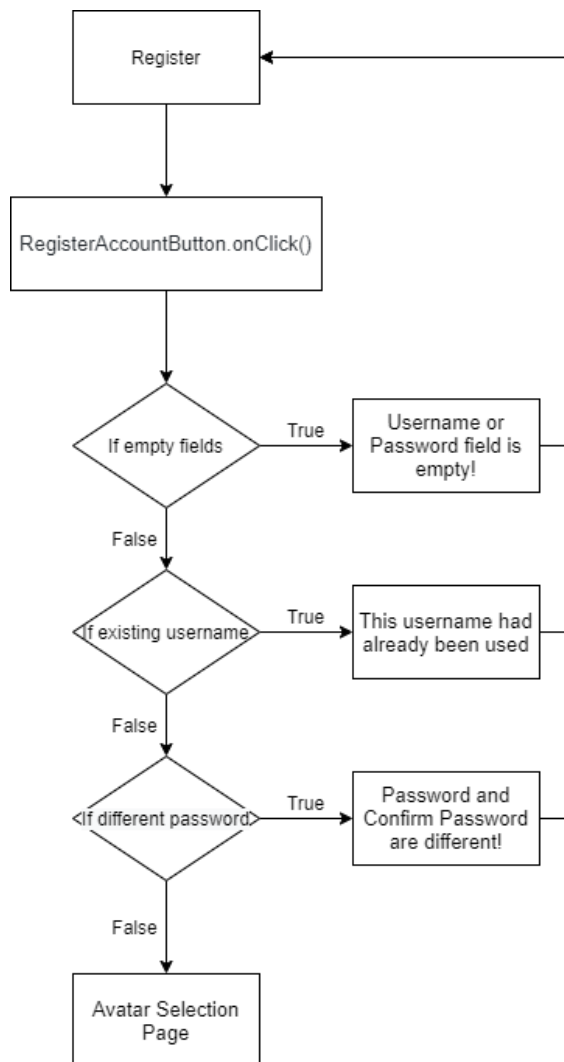 Register
RegisterAccountButton.onClick()
If empty fields
True
Username or
Password field is
empty!
False
If existing username
True
This username had
already been used
False
If different password
True
Password and
Confirm Password
are different!
False
Avatar Selection
Page